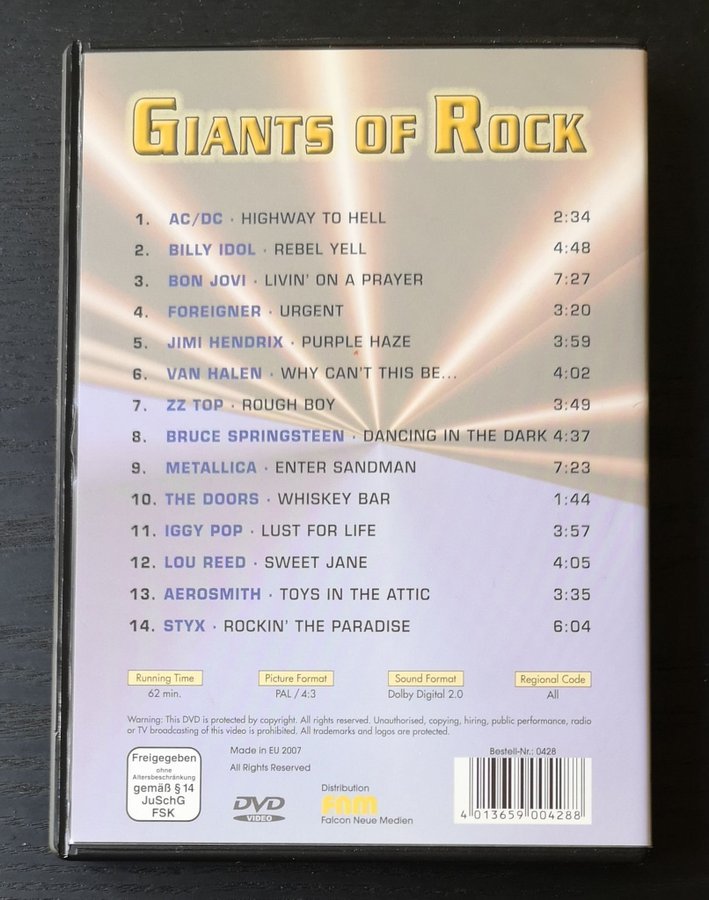 GIANTS OF ROCK
1. AC/DC · HIGHWAY TO HELL 2:34
2. BILLY IDOL · REBEL YELL 4:48
3. BON JOVI · LIVIN' ON A PRAYER 7:27
4. FOREIGNER · URGENT 3:20
5. JIMI HENDRIX · PURPLE HAZE 3:59
6. VAN HALEN · WHY CAN'T THIS BE... 4:02
7. ZZ TOP · ROUGH BOY 3:49
8. BRUCE SPRINGSTEEN · DANCING IN THE DARK 4:37
9. METALLICA · ENTER SANDMAN 7:23
10. THE DOORS · WHISKEY BAR 1:44
11. IGGY POP · LUST FOR LIFE 3:57
12. LOU REED · SWEET JANE 4:05
13. AEROSMITH · TOYS IN THE ATTIC 3:35
14. STYX · ROCKIN' THE PARADISE 6:04
Running Time Picture Format Sound Format Regional Code
62 min. PAL / 4:3 Dolby Digital 2.0 All
Warning: This DVD is protected by copyright. All rights reserved. Unauthorised, copying, hiring, public performance, radio
or TV broadcasting of this video is prohibited. All trademarks and logos are protected.
Freigegeben
ohne
Altersbeschränkung
gemäß § 14
JuSchG
FSK
Made in EU 2007
All Rights Reserved
DVD
VIDEO
Distribution
FNM
Falcon Neue Medien
Bestell-Nr.: 0428
4 013659 004288